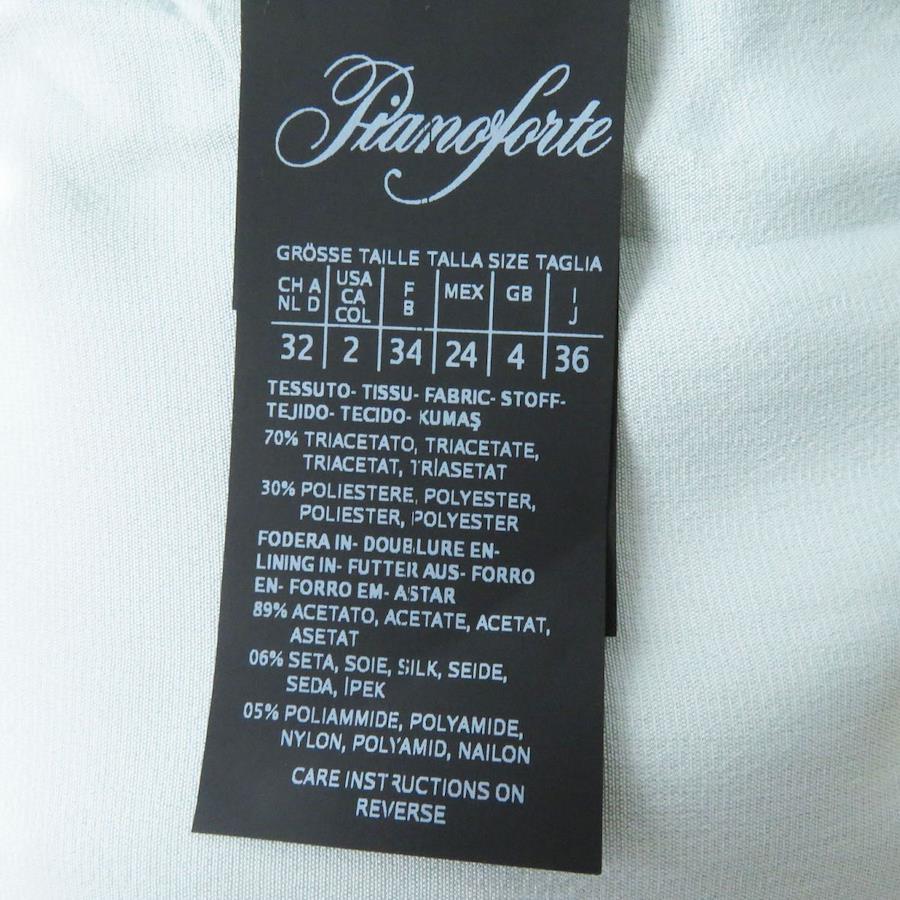 Pianoforte
GRÖSSE TAILLE TALLA SIZE TAGLIA
CH A NL D | USA CA COL | F B | MEX | GB | I J
32 | 2 | 34 | 24 | 4 | 36
TESSUTO- TISSU- FABRIC- STOFF-
TEJIDO- TECIDO- KUMAŞ
70% TRIACETATO, TRIACETATE,
TRIACETAT, TRIASETAT
30% POLIESTERE, POLYESTER,
POLIESTER, POLYESTER
FODERA IN- DOUBLURE EN-
LINING IN- FUTTER AUS- FORRO
EN- FORRO EM- ASTAR
89% ACETATO, ACETATE, ACETAT,
ASETAT
06% SETA, SOIE, SILK, SEIDE,
SEDA, İPEK
05% POLIAMMIDE, POLYAMIDE,
NYLON, POLYAMID, NAILON
CARE INSTRUCTIONS ON
REVERSE